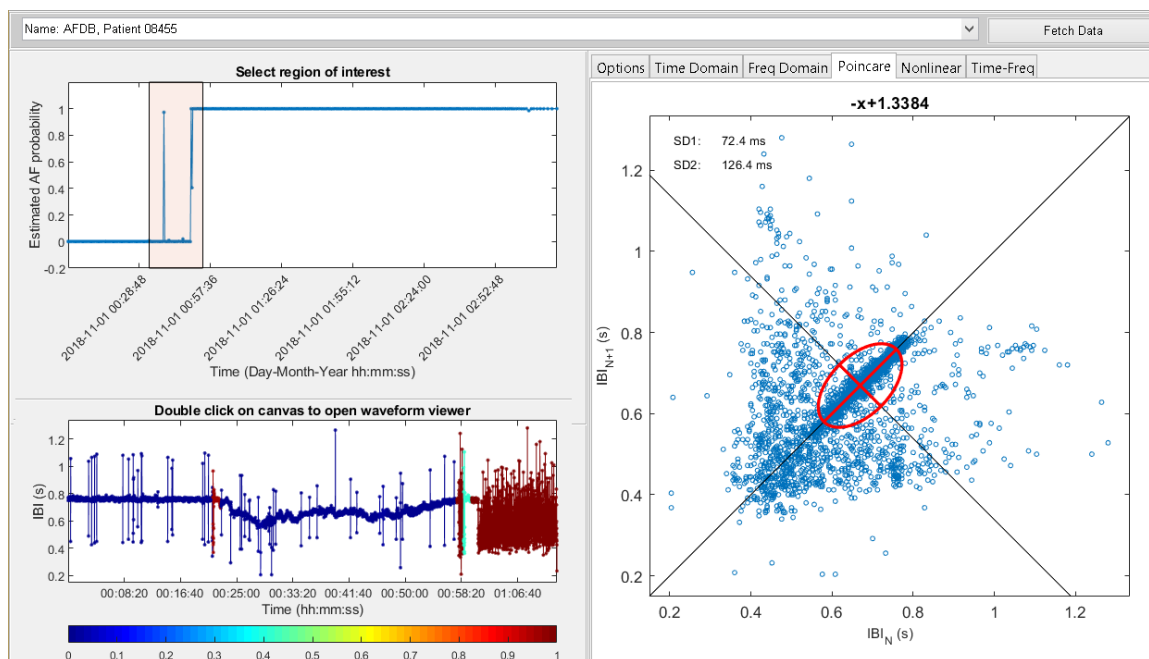 Name: AFDB, Patient 08455
Fetch Data
Select region of interest
1
0.8
0.6
0.4
0.2
0
-0.2
Estimated AF probability
2018-11-01 00:28:48
2018-11-01 00:57:36
2018-11-01 01:26:24
2018-11-01 01:55:12
2018-11-01 02:24:00
2018-11-01 02:52:48
Time (Day-Month-Year hh:mm:ss)
Double click on canvas to open waveform viewer
1.2
1
0.8
0.6
0.4
0.2
IBI (s)
00:08:20 00:16:40 00:25:00 00:33:20 00:41:40 00:50:00 00:58:20 01:06:40
Time (hh:mm:ss)
0 0.1 0.2 0.3 0.4 0.5 0.6 0.7 0.8 0.9 1
Options Time Domain Freq Domain Poincare Nonlinear Time-Freq
-x+1.3384
SD1: 72.4 ms
SD2: 126.4 ms
1.2
1
0.8
0.6
0.4
0.2
IBI N+1 (s)
0.2 0.4 0.6 0.8 1 1.2
IBI N (s)